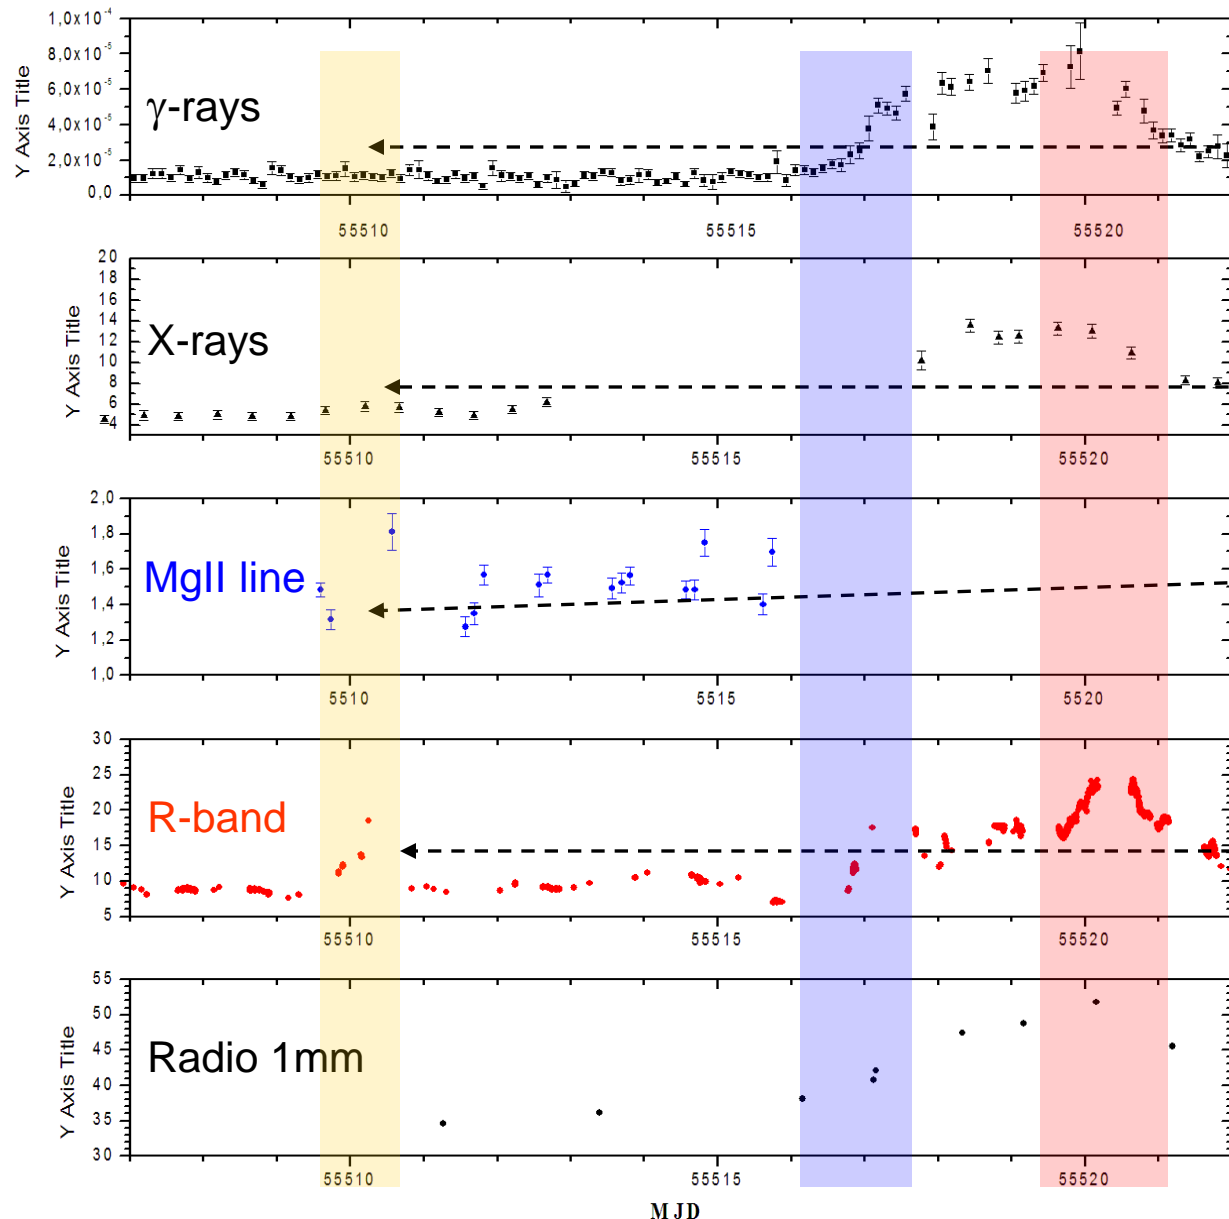 1,0x10-4
8,0x10-5
6,0x10-5
4,0x10-5
2,0x10-5
0,0
Y Axis Title
γ-rays
55510
55515
55520
20
18
16
14
12
10
8
6
4
Y Axis Title
X-rays
55510
55515
55520
2,0
1,8
1,6
1,4
1,2
1,0
Y Axis Title
MgII line
5510
5515
5520
30
25
20
15
10
5
Y Axis Title
R-band
55510
55515
55520
55
50
45
40
35
30
Y Axis Title
Radio 1mm
55510
55515
55520
MJD